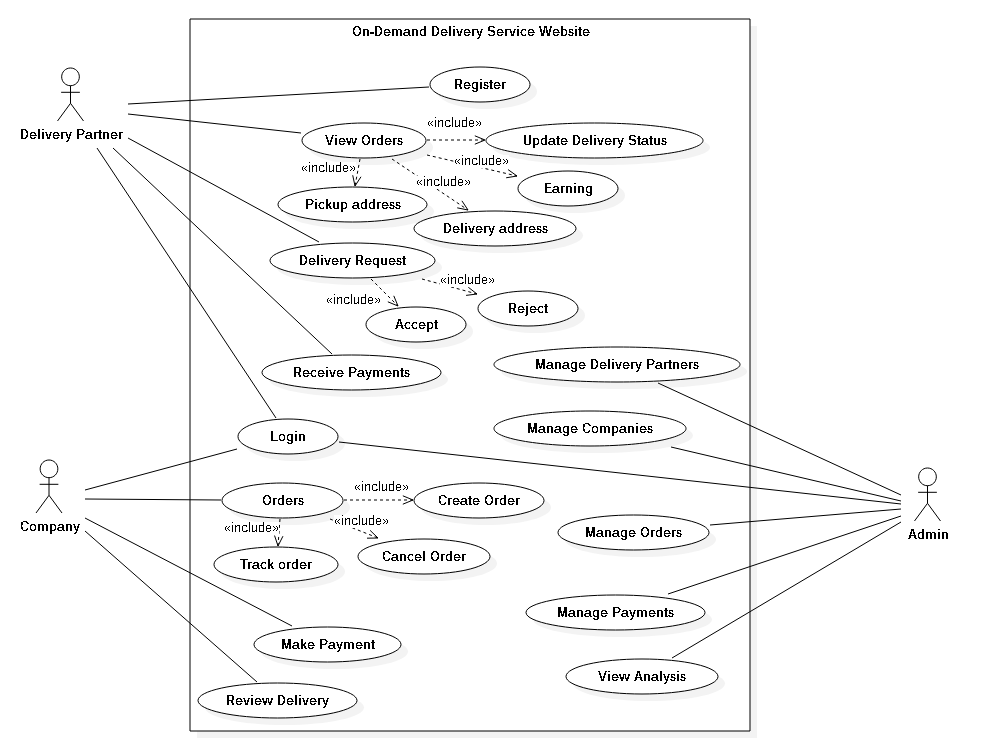 On-Demand Delivery Service Website
Register
Delivery Partner
«include»
View Orders
Update Delivery Status
«include»
«include»
«include»
Earning
Pickup address
Delivery address
Delivery Request
«include»
«include»
Reject
Accept
Manage Delivery Partners
Receive Payments
Manage Companies
Login
«include»
Orders
Create Order
Company
«include»
«include»
Manage Orders
Admin
Cancel Order
Track order
Manage Payments
Make Payment
View Analysis
Review Delivery